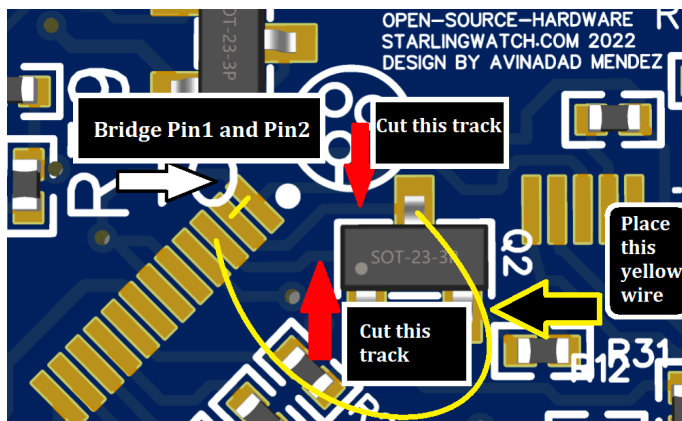 OPEN-SOURCE-HARDWARE
STARLINGWATCH.COM 2022
DESIGN BY AVINADAD MENDEZ
R
SOT-23-3P
Bridge Pin1 and Pin2
Cut this track
SOT-23-3P
Q2
Place
this
yellow
wire
Cut this
track
R31
R12